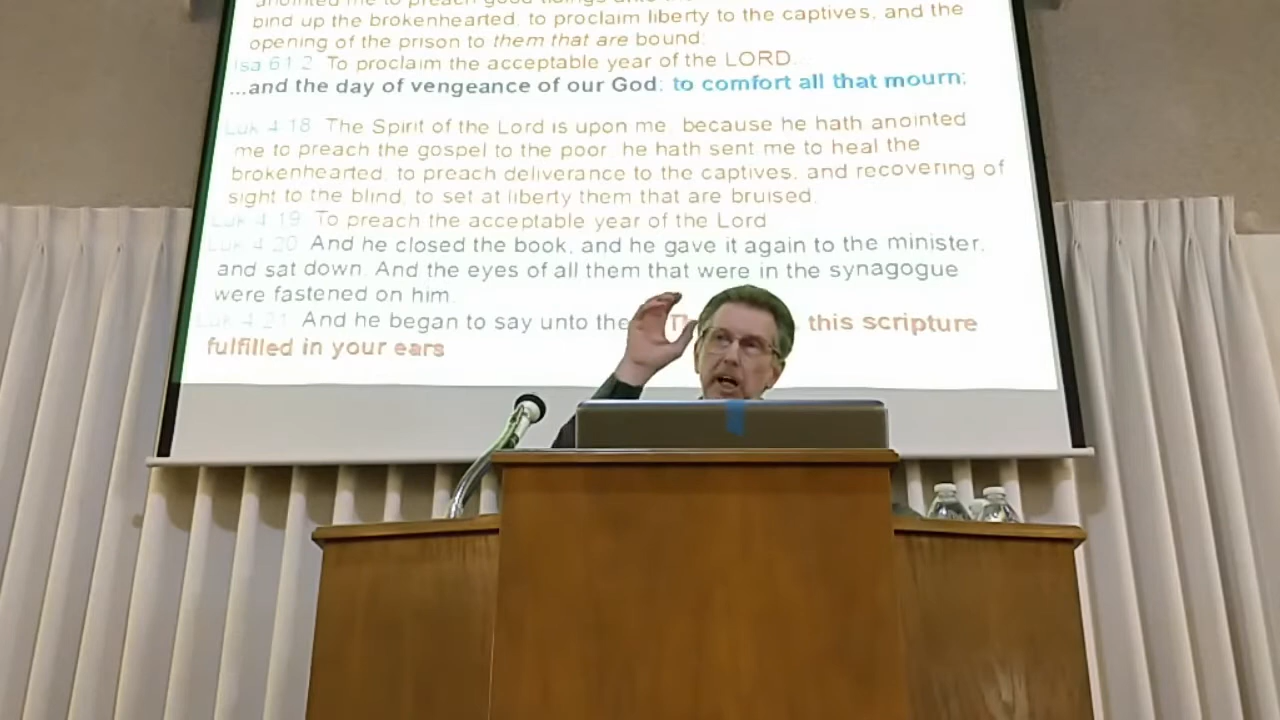 anointed me to preach good tidings unto
bind up the brokenhearted, to proclaim liberty to the captives, and the
opening of the prison to them that are bound;
Isa 61:2 To proclaim the acceptable year of the LORD
...and the day of vengeance of our God; to comfort all that mourn;
Luk 4:18 The Spirit of the Lord is upon me, because he hath anointed
me to preach the gospel to the poor; he hath sent me to heal the
brokenhearted, to preach deliverance to the captives, and recovering of
sight to the blind, to set at liberty them that are bruised,
Luk 4:19 To preach the acceptable year of the Lord
Luk 4:20 And he closed the book, and he gave it again to the minister,
and sat down. And the eyes of all them that were in the synagogue
were fastened on him.
Luk 4:21 And he began to say unto the this scripture
fulfilled in your ears